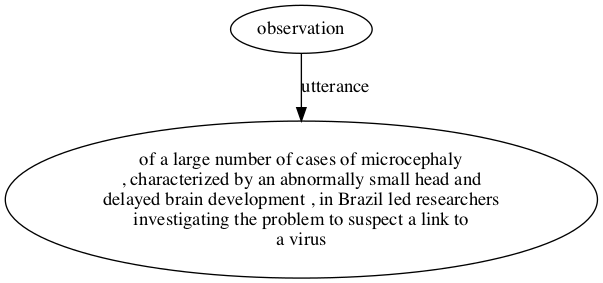 observation
utterance
of a large number of cases of microcephaly
, characterized by an abnormally small head and
delayed brain development , in Brazil led researchers
investigating the problem to suspect a link to
a virus